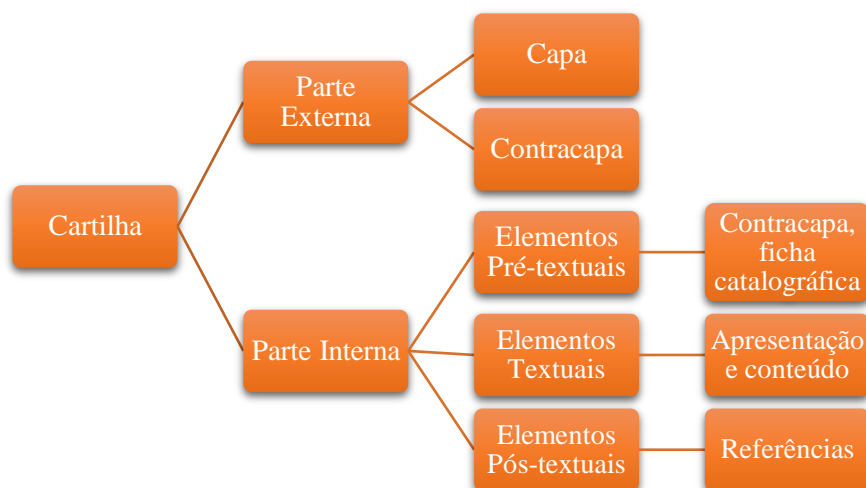 Cartilha
Parte
Externa
Capa
Contracapa
Parte Interna
Elementos
Pré-textuais
Contracapa,
ficha
catalográfica
Elementos
Textuais
Apresentação
e conteúdo
Elementos
Pós-textuais
Referências